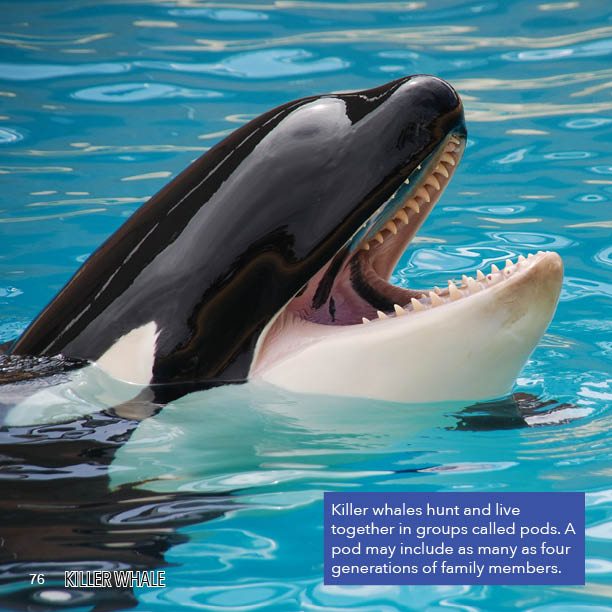 Killer whales hunt and live
together in groups called pods. A
pod may include as many as four
generations of family members.
76 KILLER WHALE